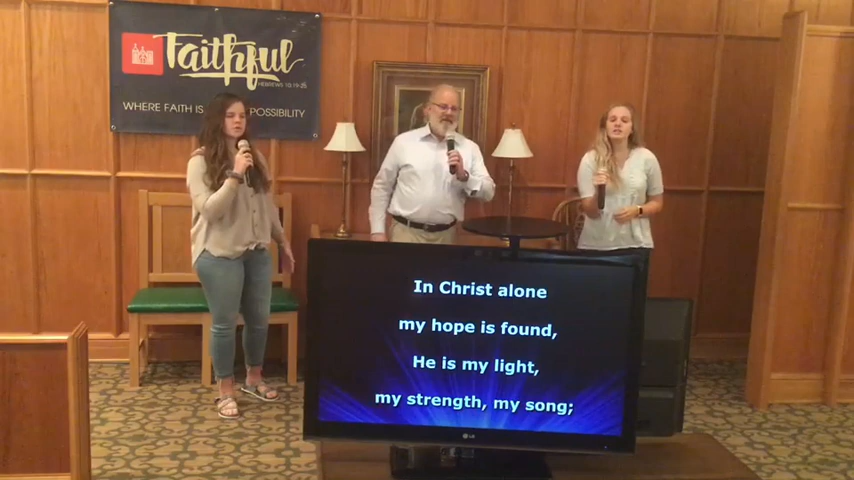 Faithful
HEBREWS 10:19-25
WHERE FAITH IS POSSIBILITY
In Christ alone
my hope is found,
He is my light,
my strength, my song;
LG